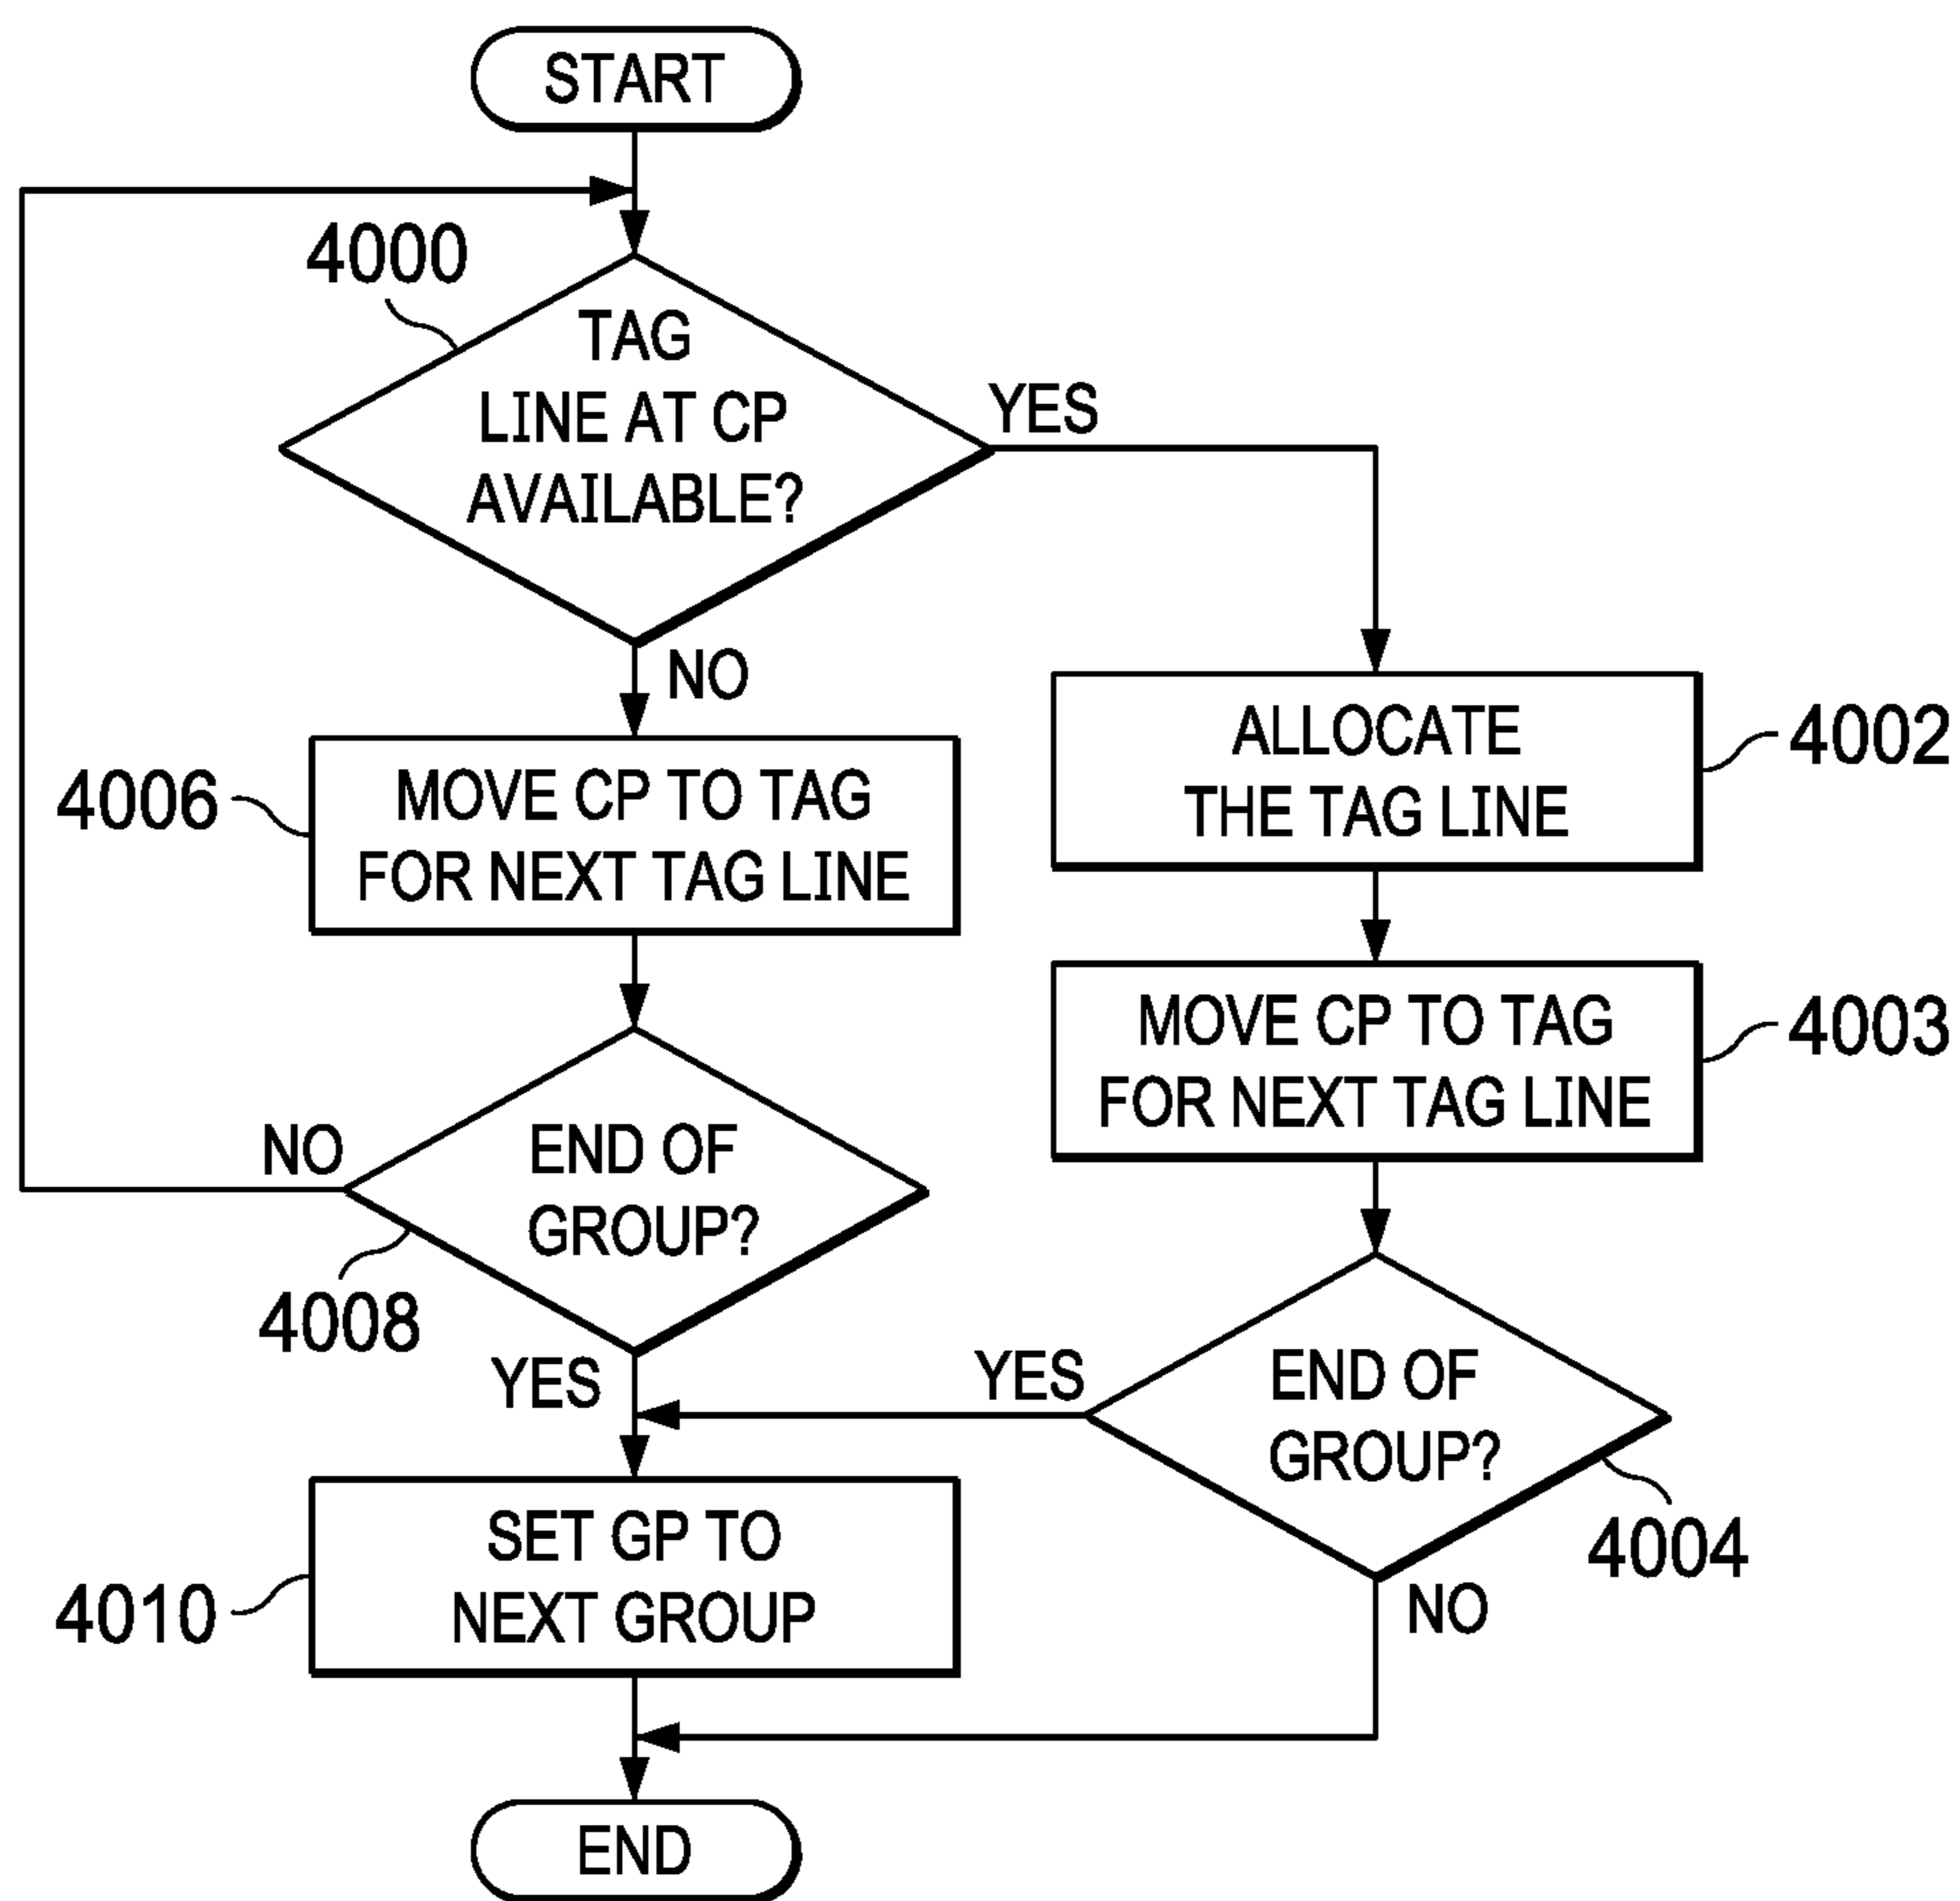 START
4000
TAG
LINE AT CP
AVAILABLE?
YES
NO
ALLOCATE
THE TAG LINE
4002
4006
MOVE CP TO TAG
FOR NEXT TAG LINE
MOVE CP TO TAG
FOR NEXT TAG LINE
4003
NO
END OF
GROUP?
4008
YES
YES
END OF
GROUP?
4004
NO
SET GP TO
NEXT GROUP
4010
END